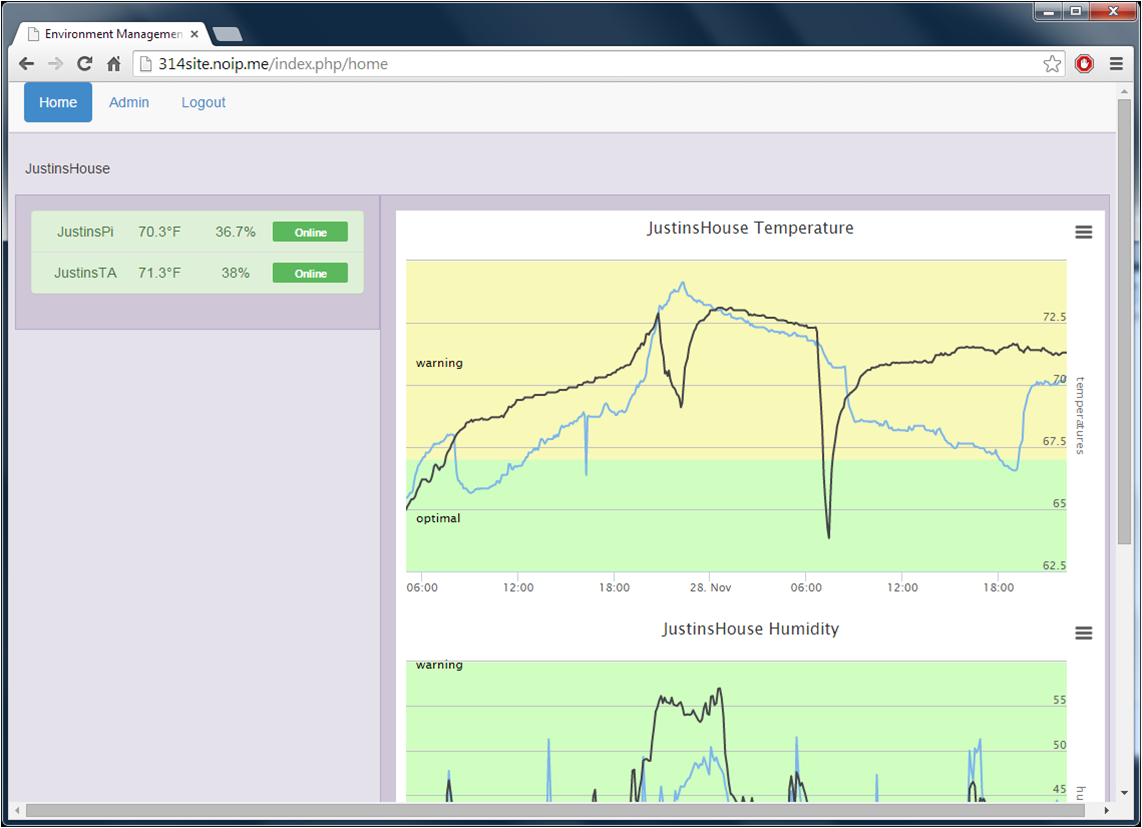 Environment Managemen
314site.noip.me/index.php/home
Home Admin Logout
JustinsHouse
JustinsPi 70.3°F 36.7% Online
JustinsTA 71.3°F 38% Online
JustinsHouse Temperature
72.5
warning
70
temperatures
67.5
65
optimal
62.5
06:00 12:00 18:00 28. Nov 06:00 12:00 18:00
JustinsHouse Humidity
warning
55
50
45
hu